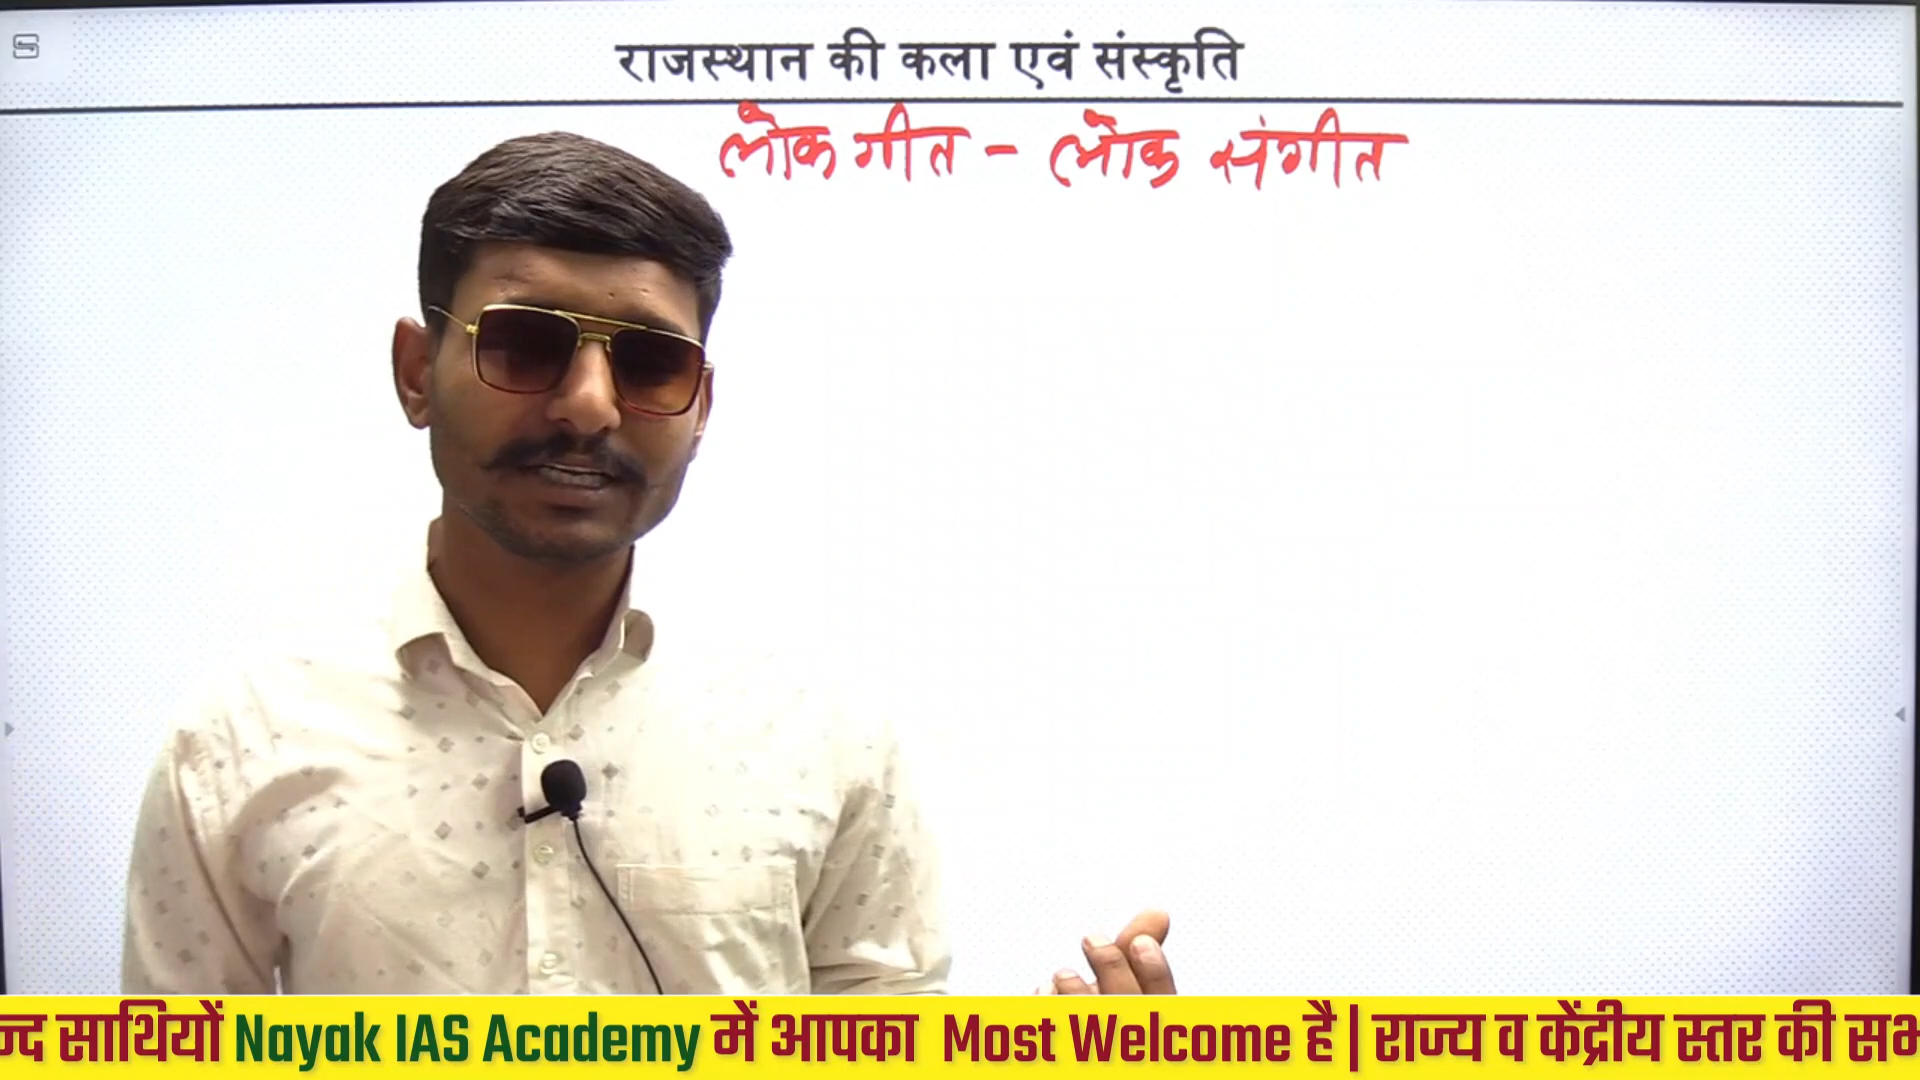 राजस्थान की कला एवं संस्कृति
लोक गीत - लोक संगीत
साथियों Nayak IAS Academy में आपका Most Welcome है | राज्य व केंद्रीय स्तर की